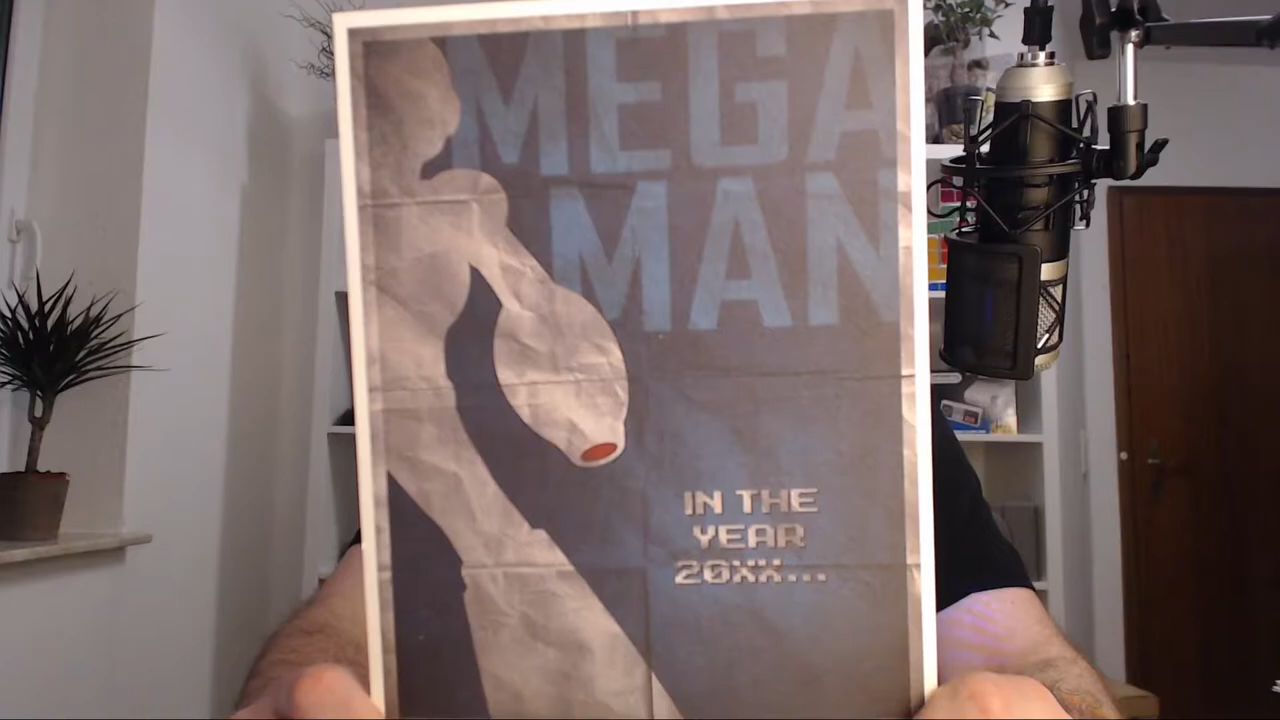 MEGA
MAN
IN THE
YEAR
20XX...